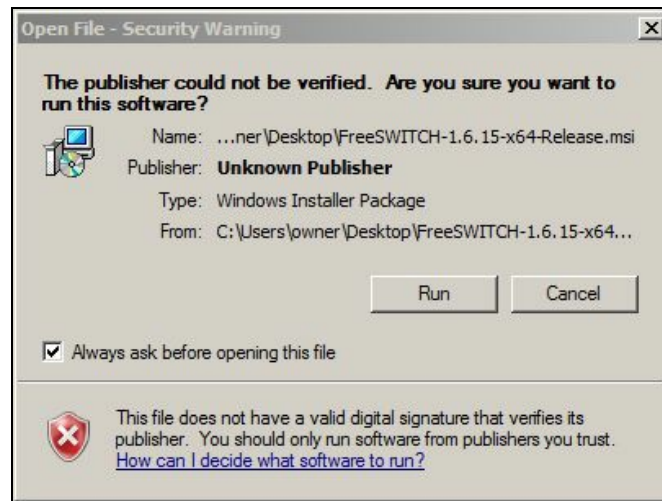 Open File - Security Warning
The publisher could not be verified. Are you sure you want to
run this software?
Name: ...ner\Desktop\FreeSWITCH-1.6.15-x64-Release.msi
Publisher: Unknown Publisher
Type: Windows Installer Package
From: C:\Users\owner\Desktop\FreeSWITCH-1.6.15-x64...
Run Cancel
Always ask before opening this file
This file does not have a valid digital signature that verifies its
publisher. You should only run software from publishers you trust.
How can I decide what software to run?